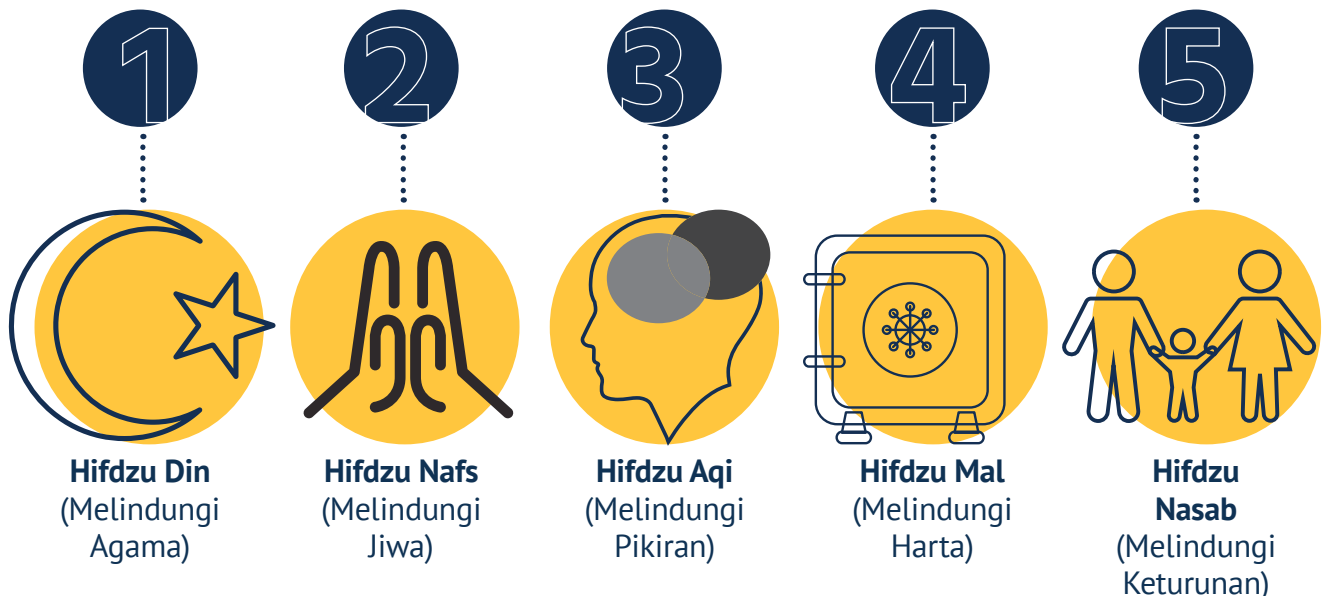 1
2
3
4
5
Hifdzu Din
(Melindungi
Agama)
Hifdzu Nafs
(Melindungi
Jiwa)
Hifdzu Aqi
(Melindungi
Pikiran)
Hifdzu Mal
(Melindungi
Harta)
Hifdzu
Nasab
(Melindungi
Keturunan)